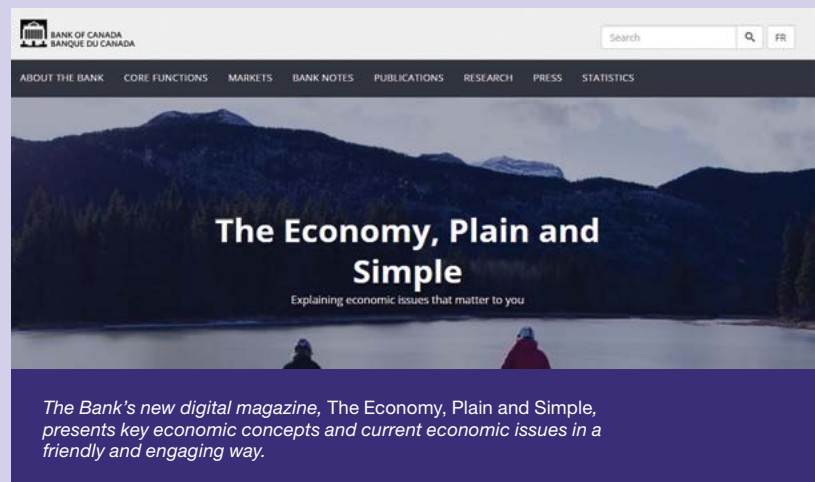 BANK OF CANADA
BANQUE DU CANADA
Search
FR
ABOUT THE BANK CORE FUNCTIONS MARKETS BANK NOTES PUBLICATIONS RESEARCH PRESS STATISTICS
The Economy, Plain and
Simple
Explaining economic issues that matter to you
The Bank’s new digital magazine, The Economy, Plain and Simple,
presents key economic concepts and current economic issues in a
friendly and engaging way.